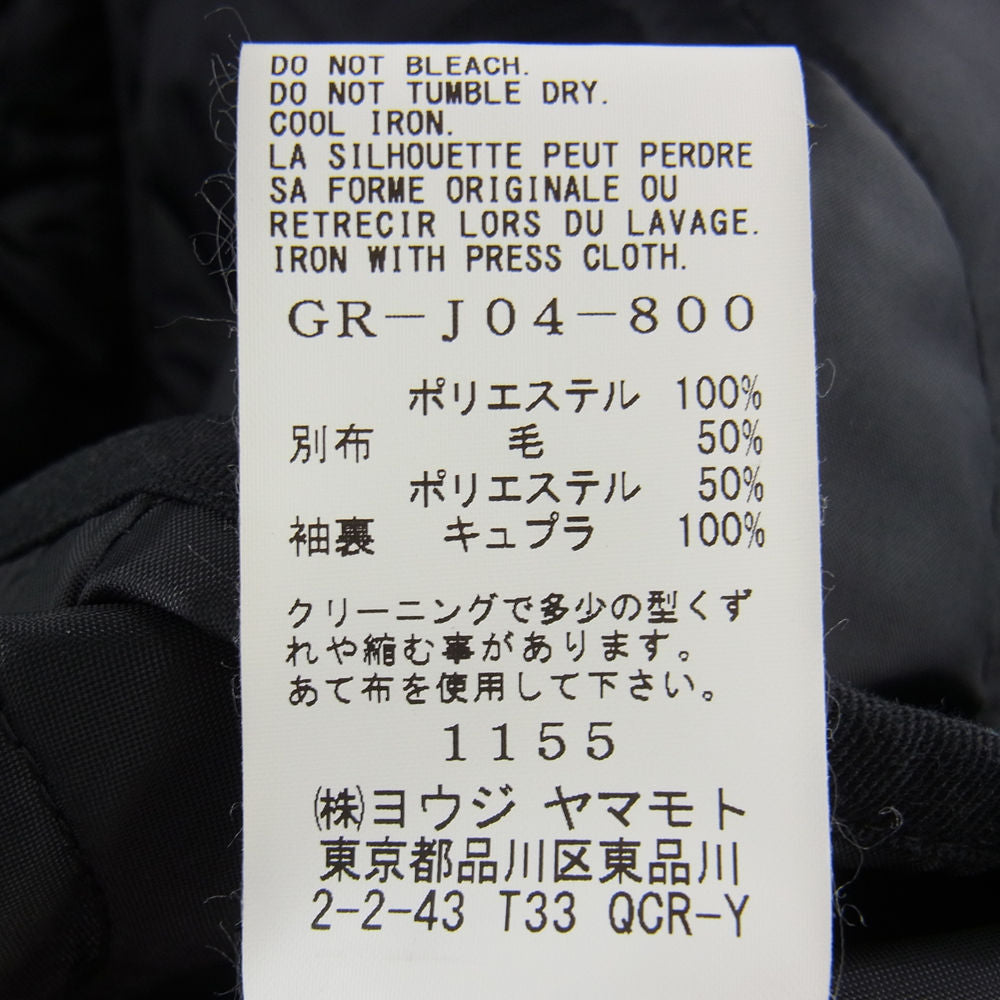 DO NOT BLEACH.
DO NOT TUMBLE DRY.
COOL IRON.
LA SILHOUETTE PEUT PERDRE
SA FORME ORIGINALE OU
RETRECIR LORS DU LAVAGE.
IRON WITH PRESS CLOTH.
GR-J04-800
ポリエステル 100%
別布 毛 50%
ポリエステル 50%
袖裏 キュプラ 100%
クリーニングで多少の型くず
れや縮む事があります。
あて布を使用して下さい。
1155
㈱ヨウジ ヤマモト
東京都品川区東品川
2-2-43 T33 QCR-Y